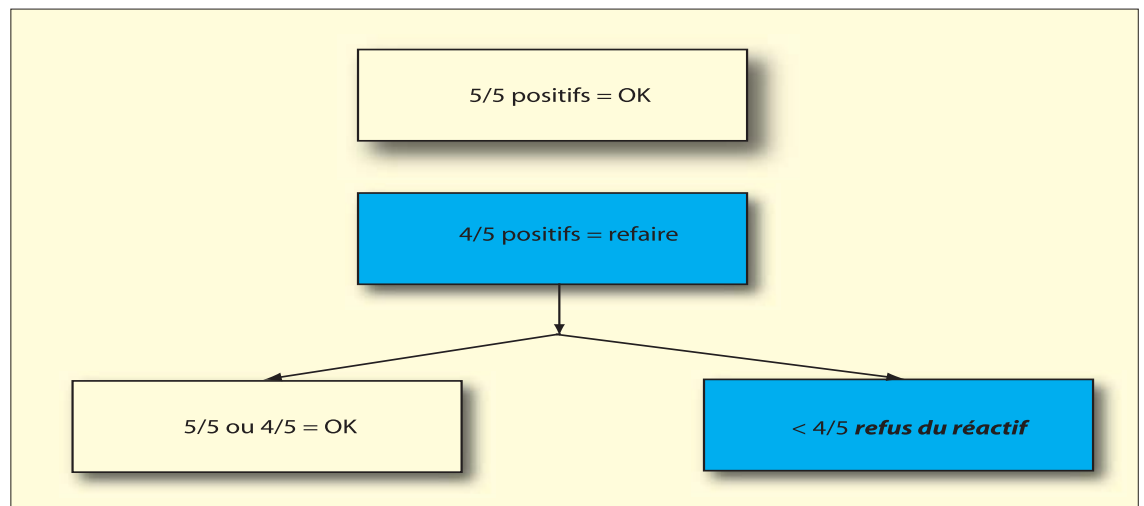 5/5 positifs = OK
4/5 positifs = refaire
5/5 ou 4/5 = OK
< 4/5 refus du réactif